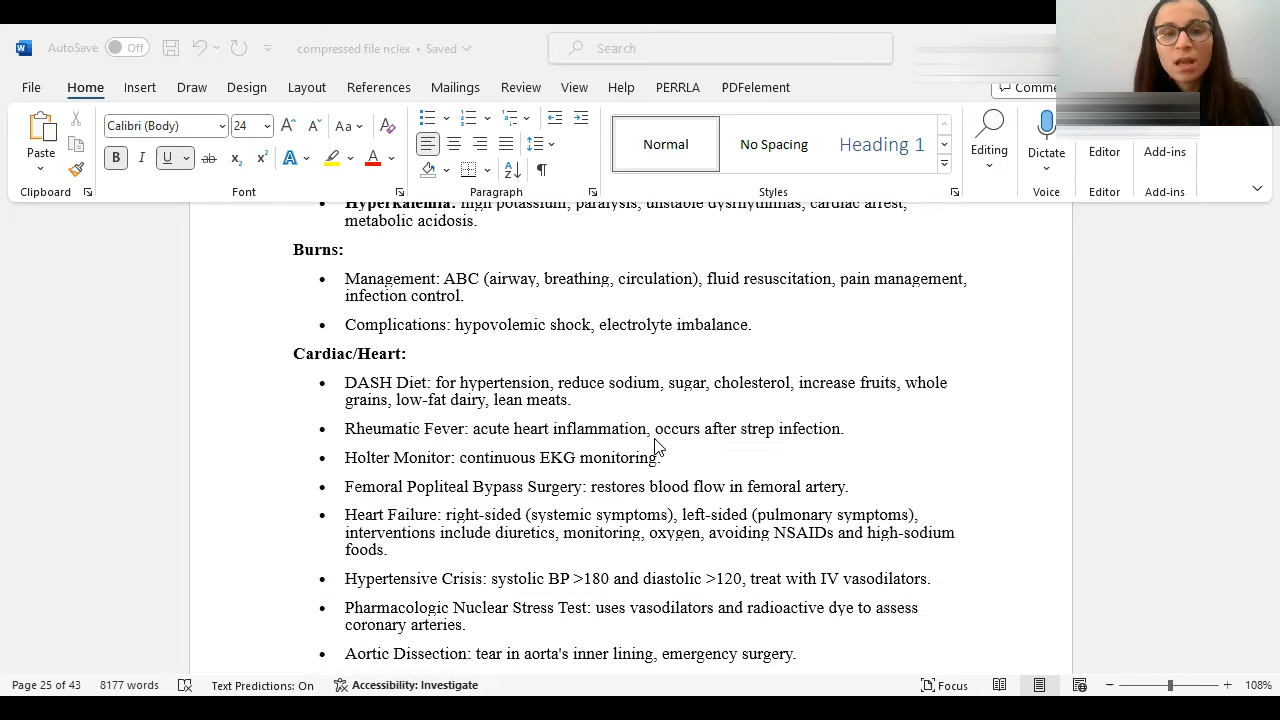 AutoSave Off compressed file nclex • Saved Search
File Home Insert Draw Design Layout References Mailings Review View Help PERRLA PDFelement
Calibri (Body) 24 Aa
Paste B I U ab x₂ x² A A Normal No Spacing Heading 1 Editing Dictate Editor Add-ins
Clipboard Font Paragraph Styles Voice Editor Add-ins
• Hyperkalemia: high potassium, paralysis, unstable dysrhythmias, cardiac arrest,
metabolic acidosis.
Burns:
• Management: ABC (airway, breathing, circulation), fluid resuscitation, pain management,
infection control.
• Complications: hypovolemic shock, electrolyte imbalance.
Cardiac/Heart:
• DASH Diet: for hypertension, reduce sodium, sugar, cholesterol, increase fruits, whole
grains, low-fat dairy, lean meats.
• Rheumatic Fever: acute heart inflammation, occurs after strep infection.
• Holter Monitor: continuous EKG monitoring.
• Femoral Popliteal Bypass Surgery: restores blood flow in femoral artery.
• Heart Failure: right-sided (systemic symptoms), left-sided (pulmonary symptoms),
interventions include diuretics, monitoring, oxygen, avoiding NSAIDs and high-sodium
foods.
• Hypertensive Crisis: systolic BP >180 and diastolic >120, treat with IV vasodilators.
• Pharmacologic Nuclear Stress Test: uses vasodilators and radioactive dye to assess
coronary arteries.
• Aortic Dissection: tear in aorta's inner lining, emergency surgery.
Page 25 of 43 8177 words Text Predictions: On Accessibility: Investigate Focus 108%